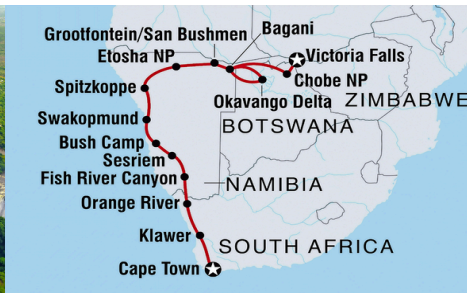 Grootfontein/San Bushmen
Bagani
Etosha NP
Victoria Falls
Spitzkoppe
Chobe NP
Okavango Delta
ZIMBABWE
Swakopmund
BOTSWANA
Bush Camp
Sesriem
Fish River Canyon
NAMIBIA
Orange River
Klawer
SOUTH AFRICA
Cape Town